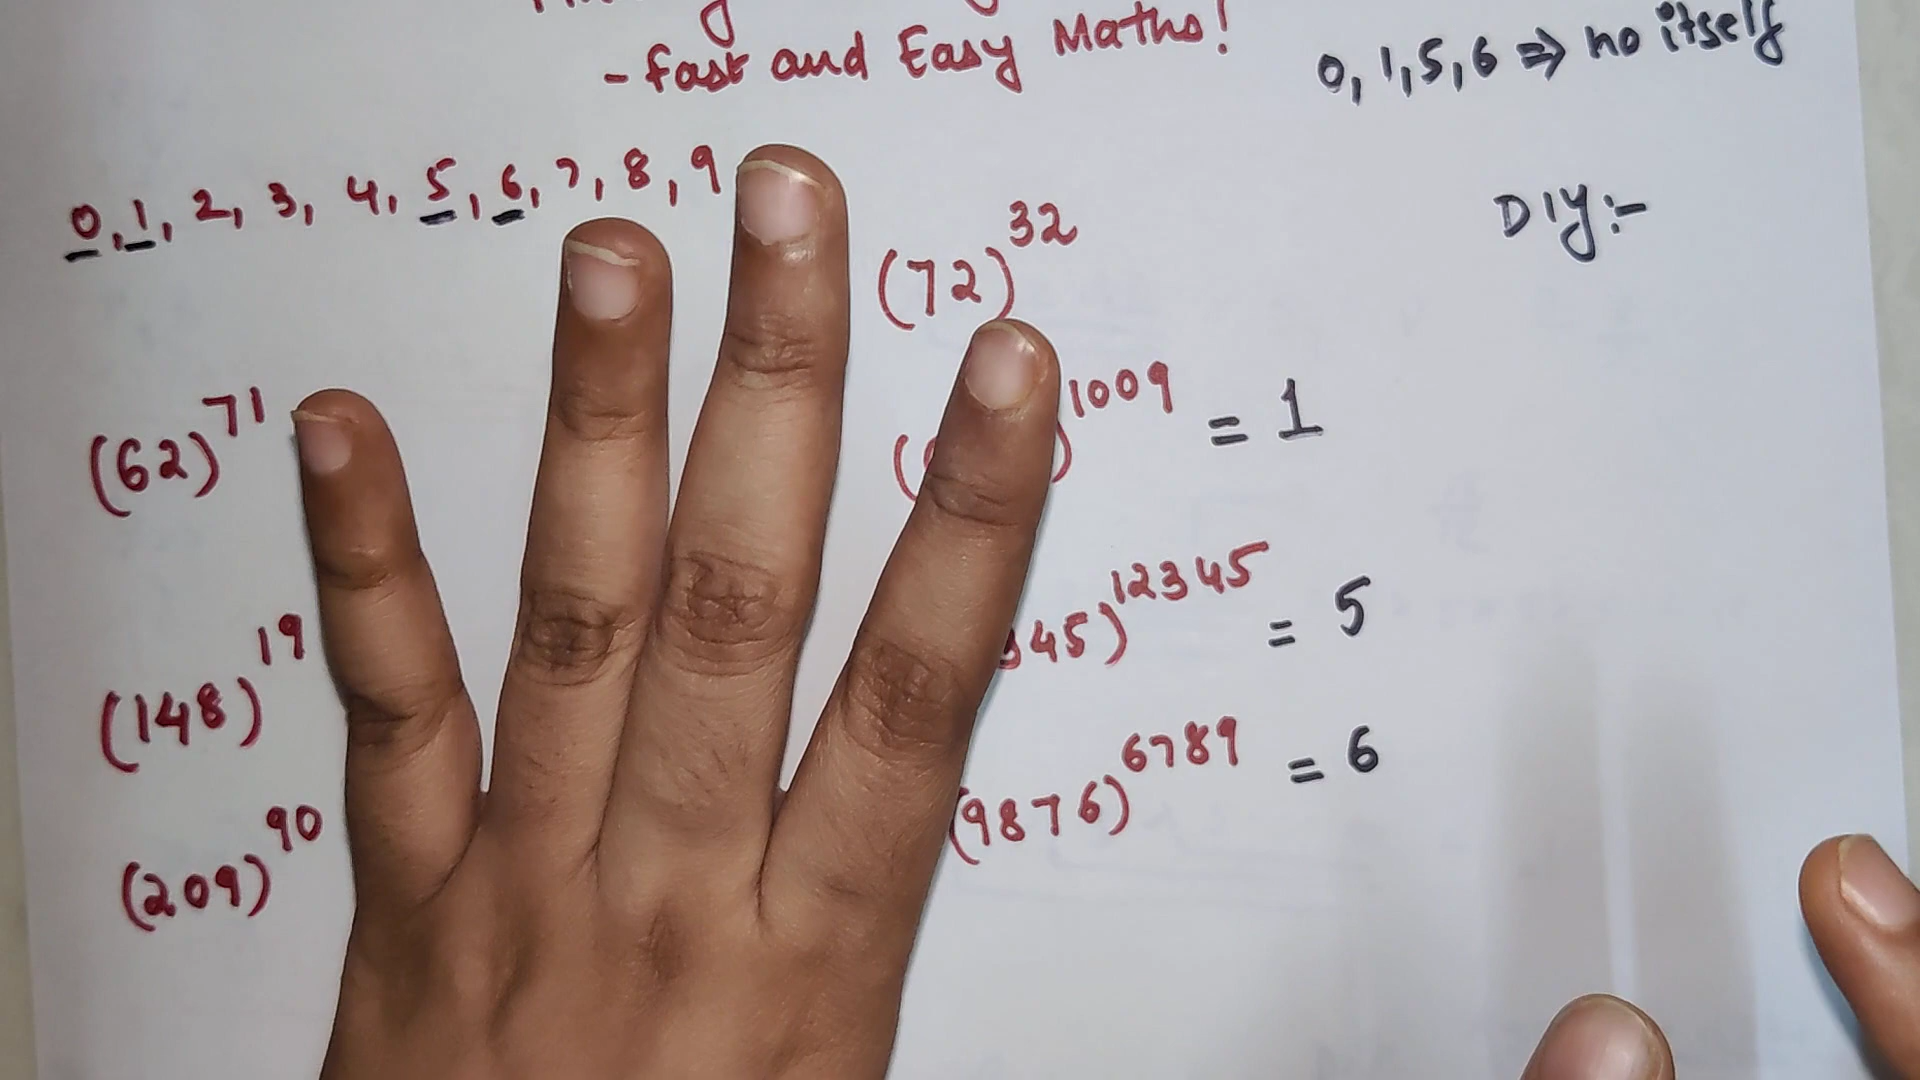 - fast and Easy Maths!
0, 1, 5, 6 ⇒ no itself
0, 1, 2, 3, 4, 5, 6, 7, 8, 9
DIY:-
(72)^32
(62)^71
)^1009 = 1
(148)^19
45)^12345 = 5
(209)^90
(9876)^6789 = 6